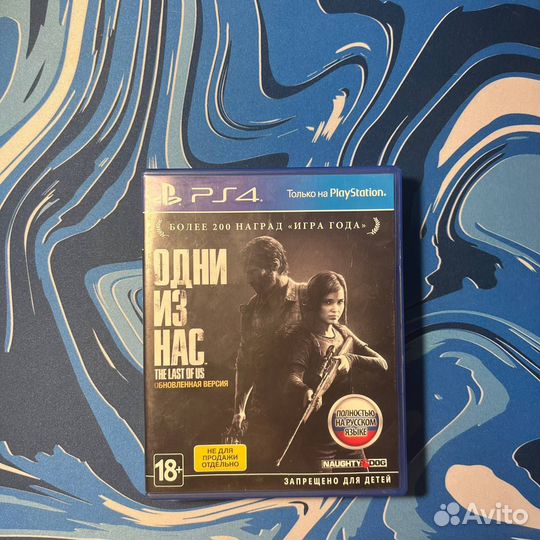 PS4 Только на PlayStation.
БОЛЕЕ 200 НАГРАД «ИГРА ГОДА»
ОДНИ
ИЗ
НАС.
THE LAST OF US
ОБНОВЛЕННАЯ ВЕРСИЯ
ПОЛНОСТЬЮ
НА РУССКОМ
ЯЗЫКЕ
НЕ ДЛЯ
ПРОДАЖИ
ОТДЕЛЬНО
18+
NAUGHTY DOG
ЗАПРЕЩЕНО ДЛЯ ДЕТЕЙ
Avito